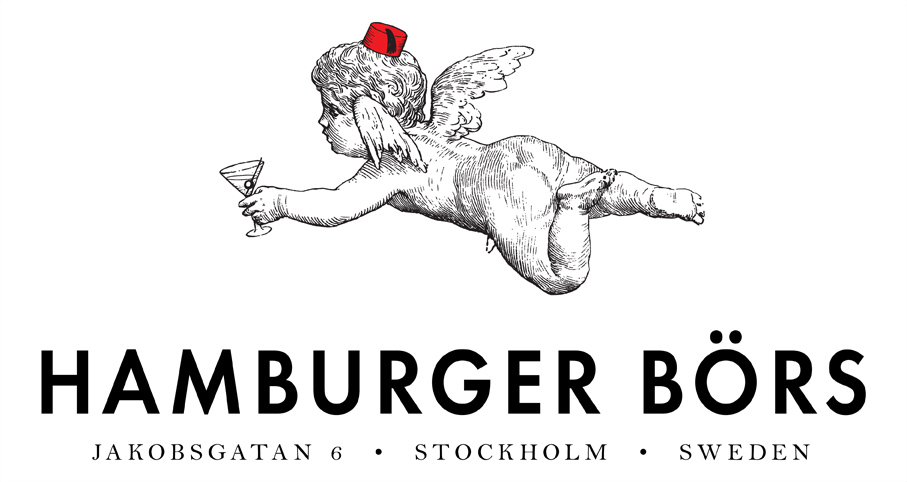 HAMBURGER BÖRS
JAKOBSGATAN 6 • STOCKHOLM • SWEDEN